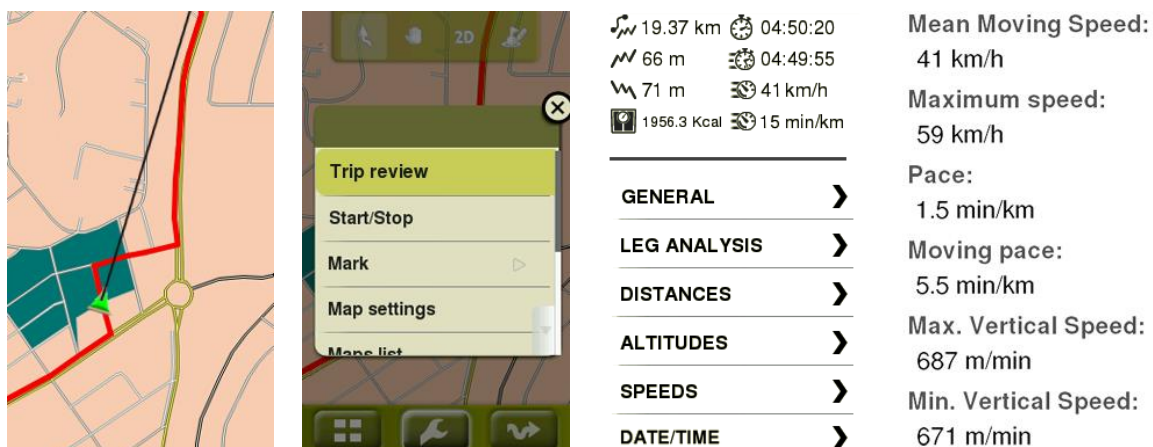 2D
Trip review
Start/Stop
Mark
Map settings
Maps list
19.37 km 04:50:20
66 m 04:49:55
71 m 41 km/h
1956.3 Kcal 15 min/km
GENERAL
LEG ANALYSIS
DISTANCES
ALTITUDES
SPEEDS
DATE/TIME
Mean Moving Speed:
41 km/h
Maximum speed:
59 km/h
Pace:
1.5 min/km
Moving pace:
5.5 min/km
Max. Vertical Speed:
687 m/min
Min. Vertical Speed:
671 m/min